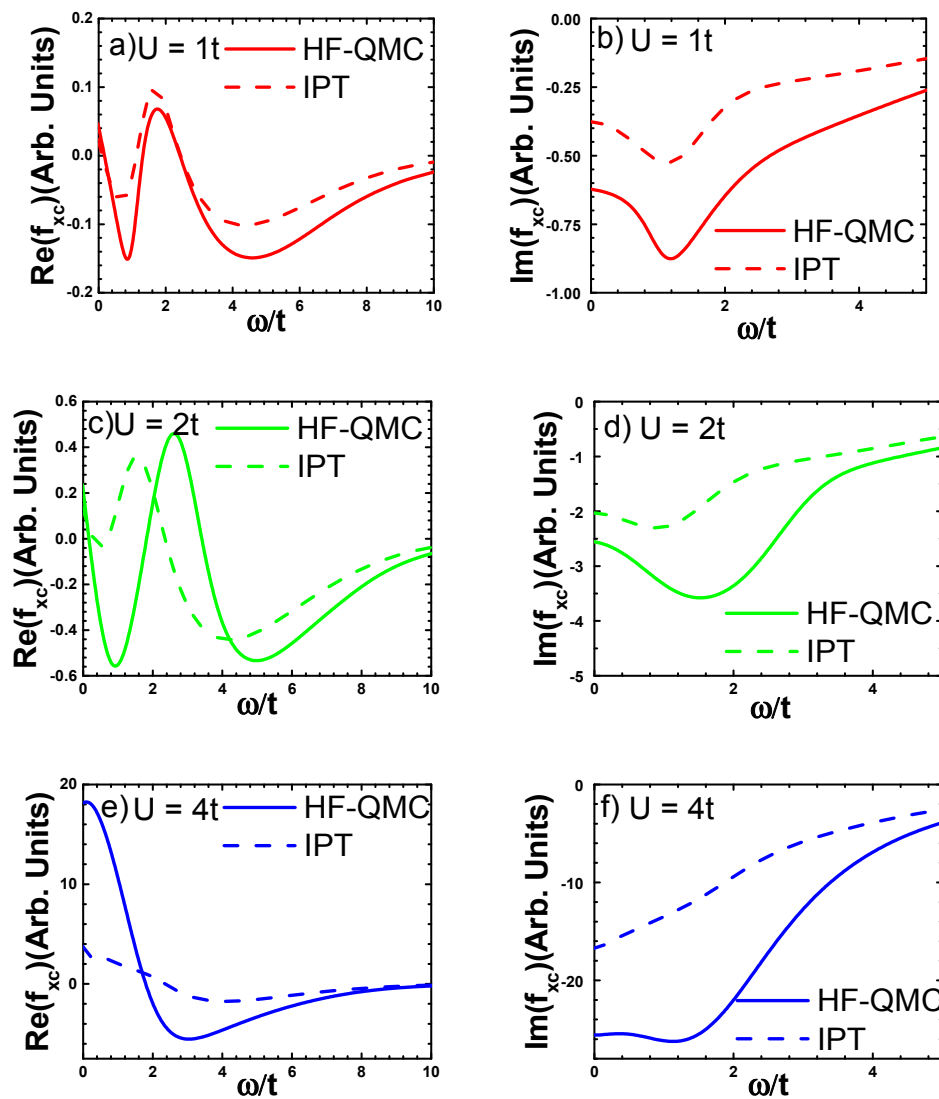 a) U = 1t
HF-QMC
IPT
Re(f_xc)(Arb. Units)
0.2
0.1
0.0
-0.1
-0.2
0 2 4 6 8 10
ω/t
b) U = 1t
HF-QMC
IPT
Im(f_xc)(Arb. Units)
0.00
-0.25
-0.50
-0.75
-1.00
0 2 4
ω/t
c) U = 2t
HF-QMC
IPT
Re(f_xc)(Arb. Units)
0.6
0.4
0.2
0.0
-0.2
-0.4
-0.6
0 2 4 6 8 10
ω/t
d) U = 2t
HF-QMC
IPT
Im(f_xc)(Arb. Units)
0
-1
-2
-3
-4
-5
0 2 4
ω/t
e) U = 4t
HF-QMC
IPT
Re(f_xc)(Arb. Units)
20
10
0
0 2 4 6 8 10
ω/t
f) U = 4t
HF-QMC
IPT
Im(f_xc)(Arb. Units)
0
-10
-20
0 2 4
ω/t